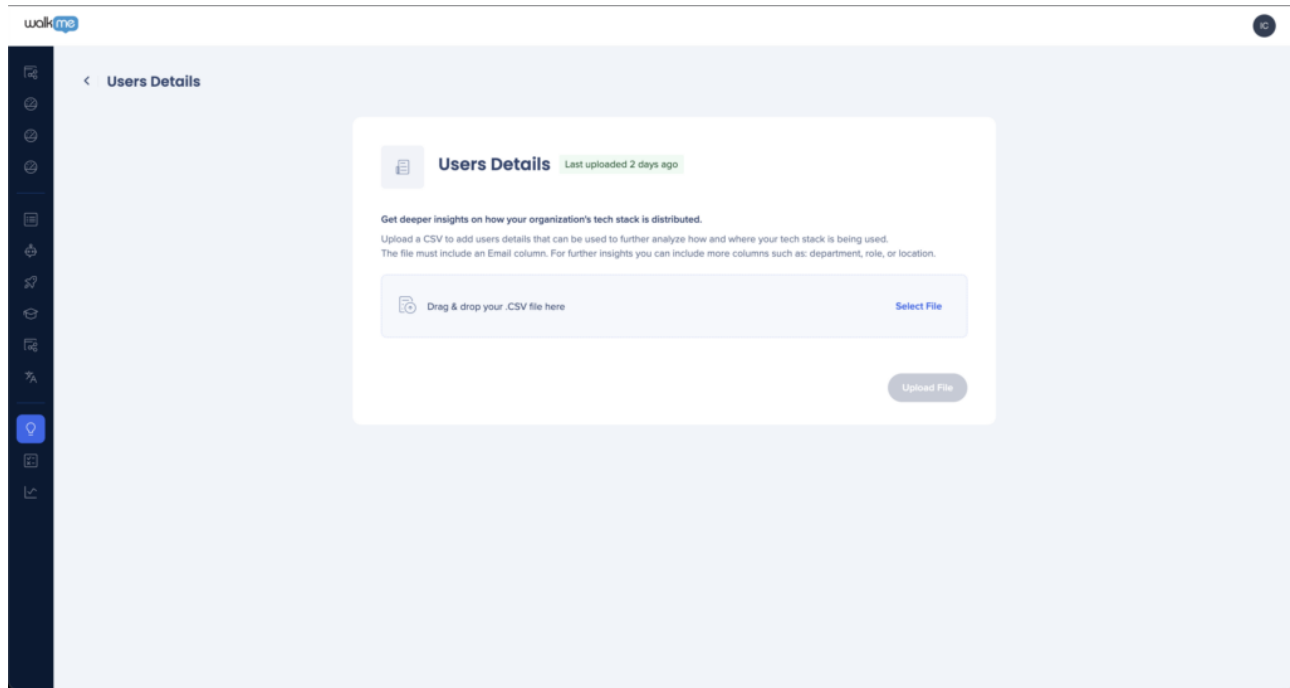 walkme
IC
Users Details
Users Details
Last uploaded 2 days ago
Get deeper insights on how your organization's tech stack is distributed.
Upload a CSV to add users details that can be used to further analyze how and where your tech stack is being used.
The file must include an Email column. For further insights you can include more columns such as: department, role, or location.
Drag & drop your .CSV file here
Select File
Upload File